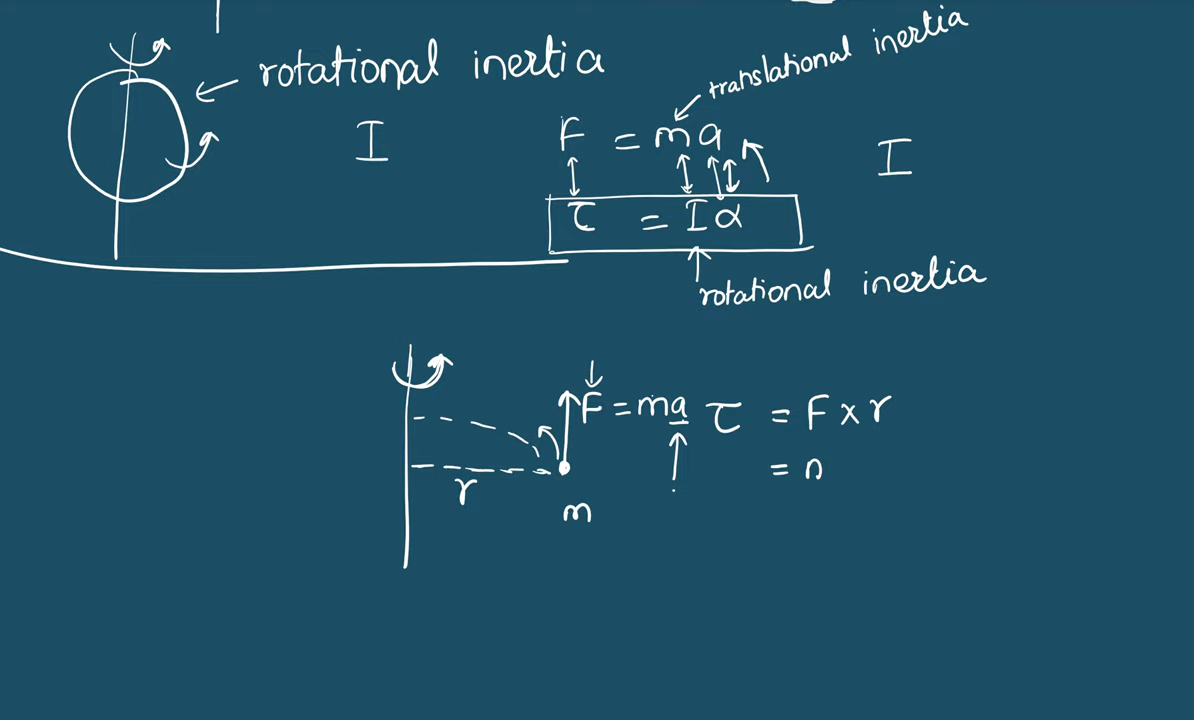 translational inertia
rotational inertia
I
F = ma
I
τ = Iα
rotational inertia
F = ma
τ = F × r
= n
r
m